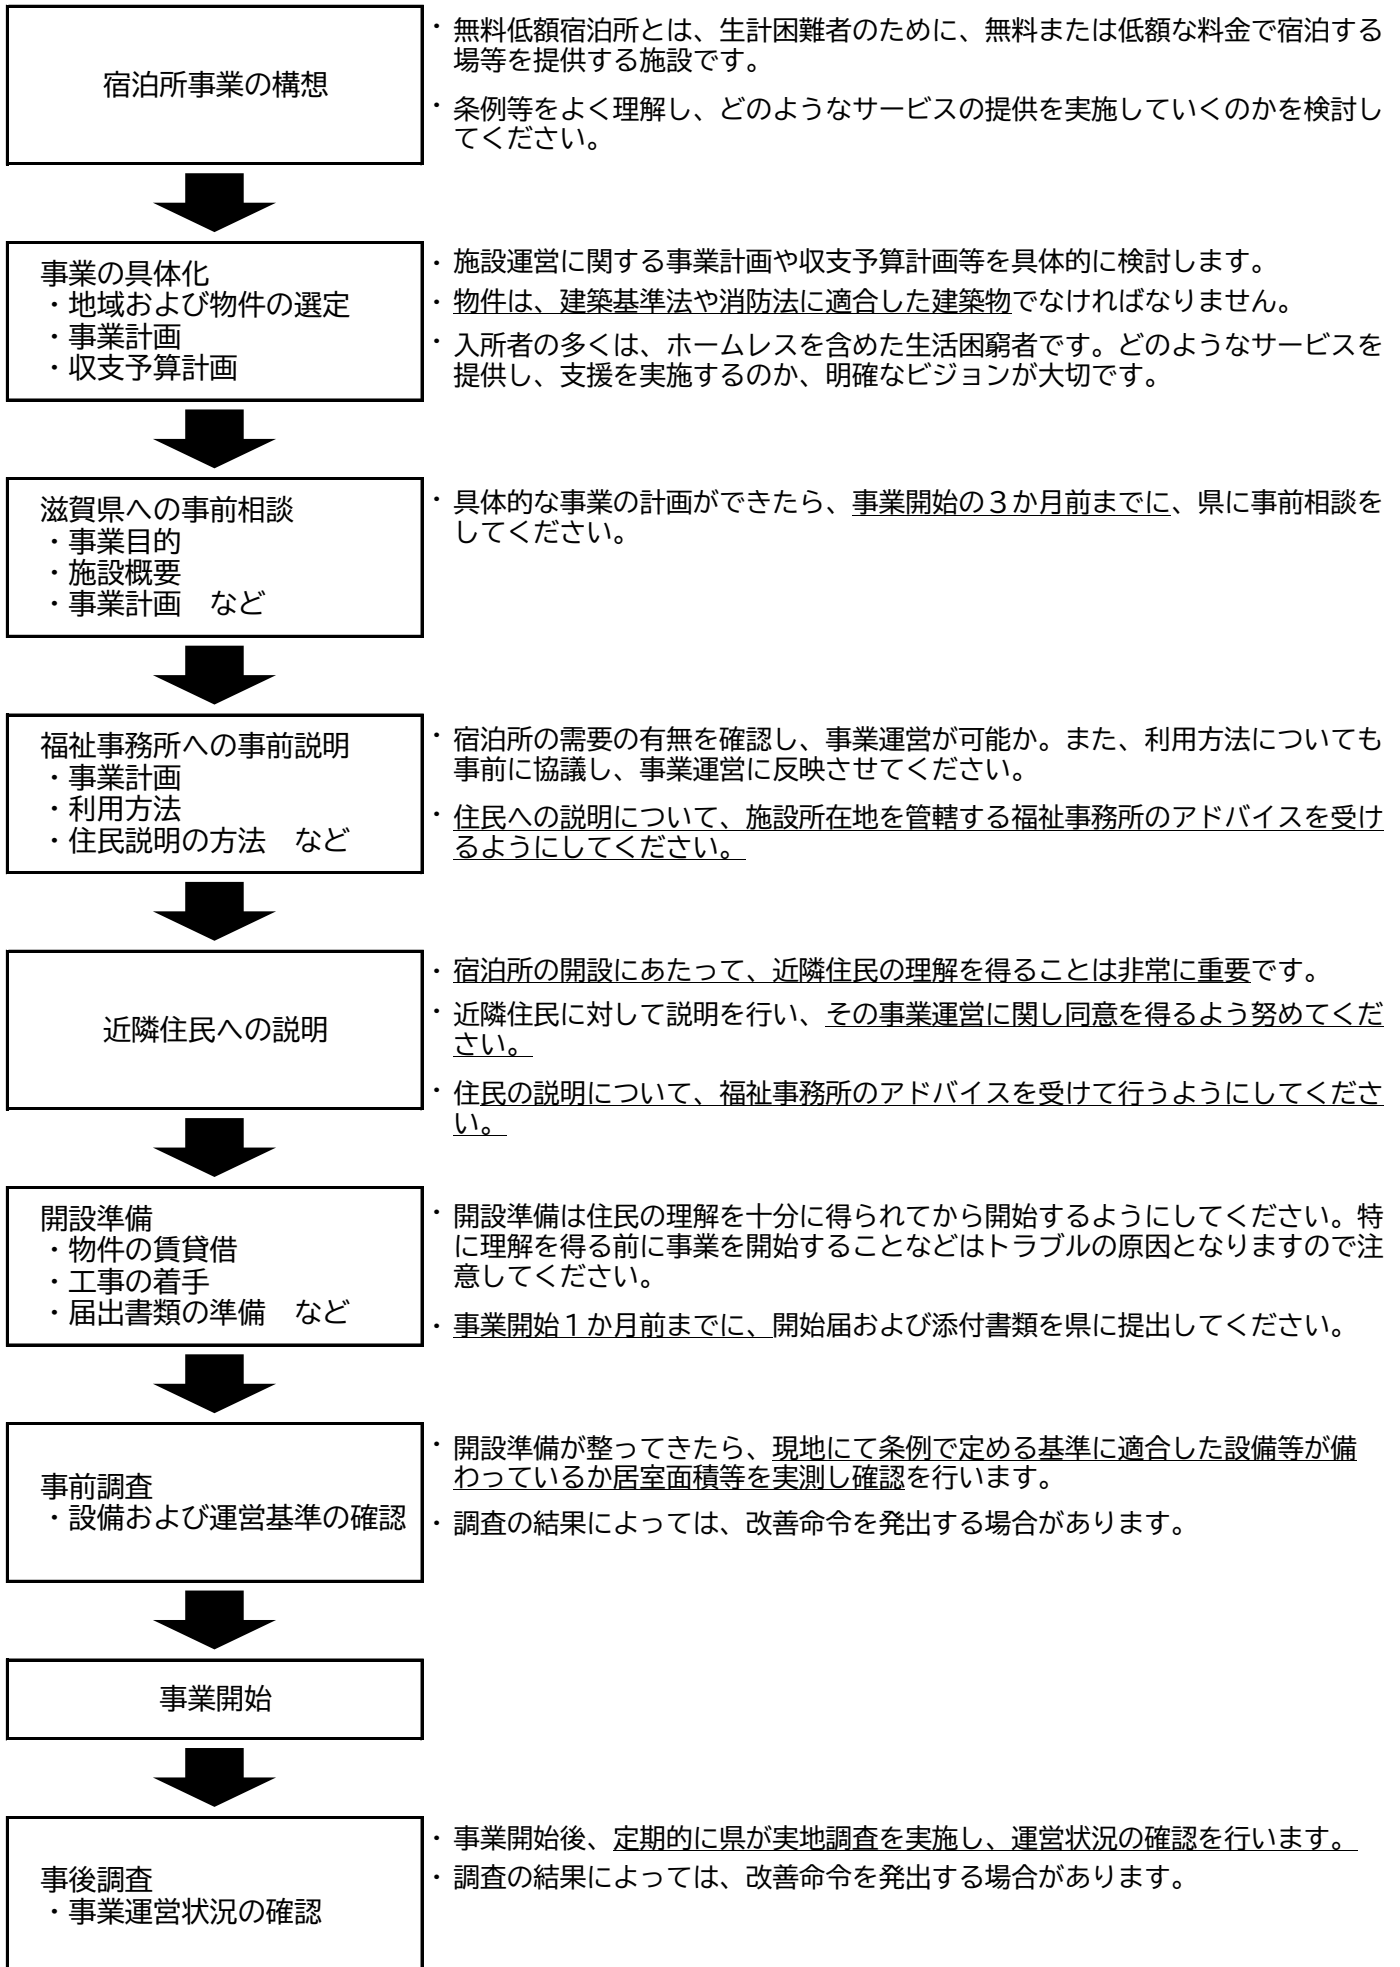 宿泊所事業の構想
・無料低額宿泊所とは、生計困難者のために、無料または低額な料金で宿泊する
場等を提供する施設です。
・条例等をよく理解し、どのようなサービスの提供を実施していくのかを検討し
てください。
事業の具体化
・地域および物件の選定
・事業計画
・収支予算計画
・施設運営に関する事業計画や収支予算計画等を具体的に検討します。
・物件は、建築基準法や消防法に適合した建築物でなければなりません。
・入所者の多くは、ホームレスを含めた生活困窮者です。どのようなサービスを
提供し、支援を実施するのか、明確なビジョンが大切です。
滋賀県への事前相談
・事業目的
・施設概要
・事業計画　など
・具体的な事業の計画ができたら、事業開始の３か月前までに、県に事前相談を
してください。
福祉事務所への事前説明
・事業計画
・利用方法
・住民説明の方法　など
・宿泊所の需要の有無を確認し、事業運営が可能か。また、利用方法についても
事前に協議し、事業運営に反映させてください。
・住民への説明について、施設所在地を管轄する福祉事務所のアドバイスを受け
るようにしてください。
近隣住民への説明
・宿泊所の開設にあたって、近隣住民の理解を得ることは非常に重要です。
・近隣住民に対して説明を行い、その事業運営に関し同意を得るよう努めてくだ
さい。
・住民の説明について、福祉事務所のアドバイスを受けて行うようにしてくださ
い。
開設準備
・物件の賃貸借
・工事の着手
・届出書類の準備　など
・開設準備は住民の理解を十分に得られてから開始するようにしてください。特
に理解を得る前に事業を開始することなどはトラブルの原因となりますので注
意してください。
・事業開始１か月前までに、開始届および添付書類を県に提出してください。
事前調査
・設備および運営基準の確認
・開設準備が整ってきたら、現地にて条例で定める基準に適合した設備等が備
わっているか居室面積等を実測し確認を行います。
・調査の結果によっては、改善命令を発出する場合があります。
事業開始
事後調査
・事業運営状況の確認
・事業開始後、定期的に県が実地調査を実施し、運営状況の確認を行います。
・調査の結果によっては、改善命令を発出する場合があります。